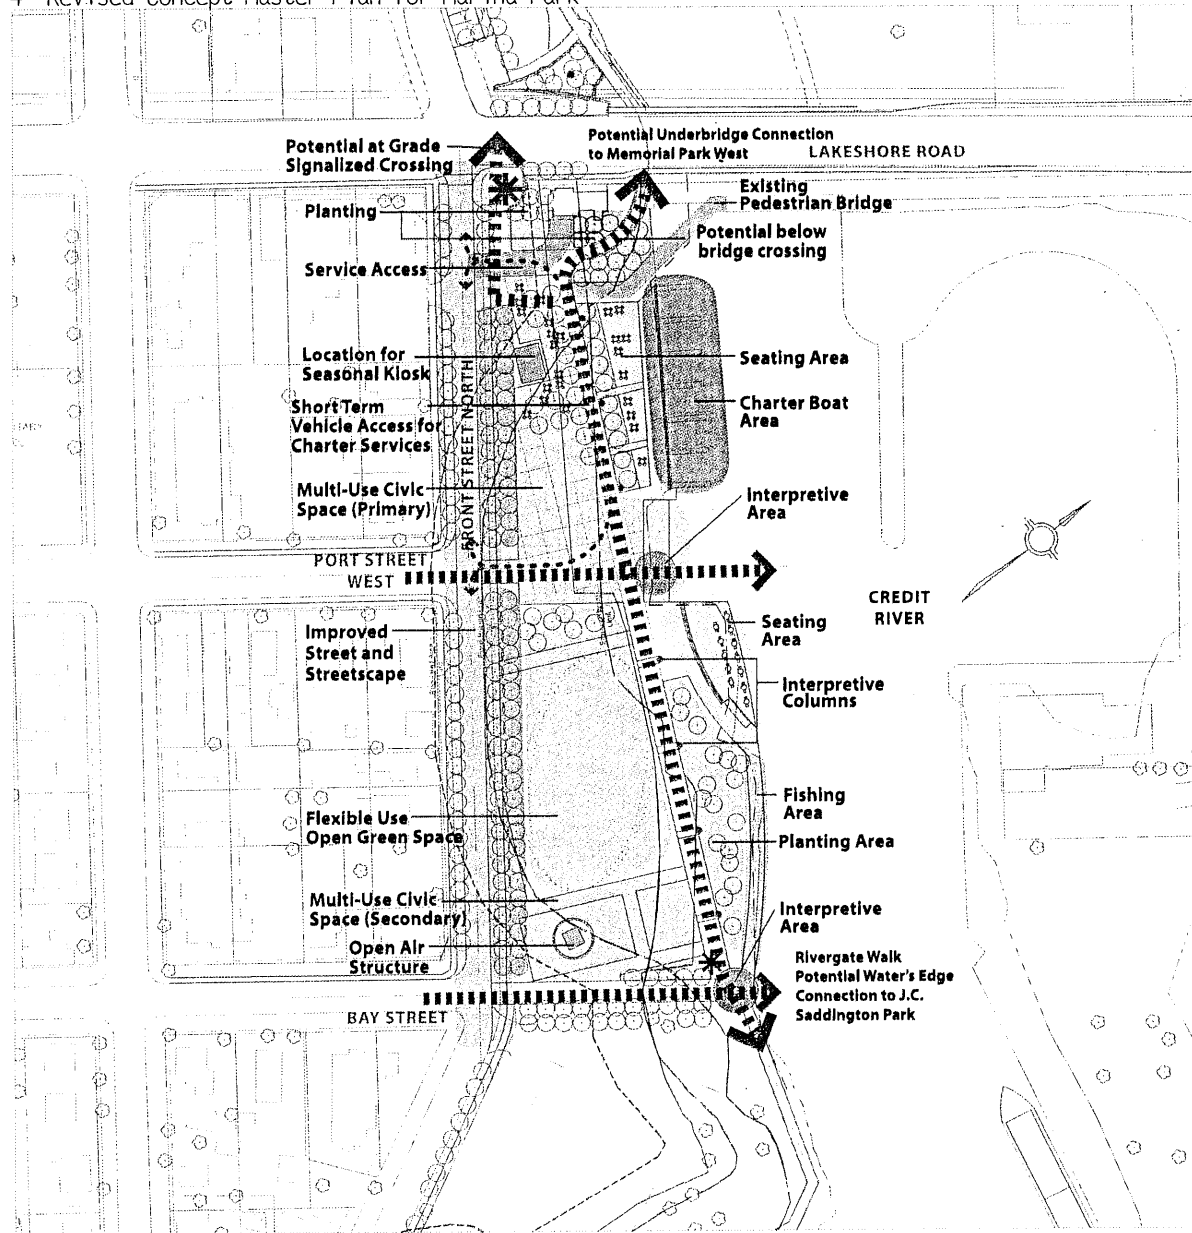 4 Revised Concept Master Plan for Marina Park
Potential at Grade
Signalized Crossing
Potential Underbridge Connection
to Memorial Park West
LAKESHORE ROAD
Planting
Existing
Pedestrian Bridge
Potential below
bridge crossing
Service Access
Location for
Seasonal Kiosk
Seating Area
Short Term
Vehicle Access for
Charter Services
Charter Boat
Area
FRONT STREET NORTH
Multi-Use Civic
Space (Primary)
Interpretive
Area
PORT STREET
WEST
CREDIT
RIVER
Improved
Street and
Streetscape
Seating
Area
Interpretive
Columns
Flexible Use
Open Green Space
Fishing
Area
Planting Area
Multi-Use Civic
Space (Secondary)
Interpretive
Area
Open Air
Structure
Rivergate Walk
Potential Water's Edge
Connection to J.C.
Saddington Park
BAY STREET